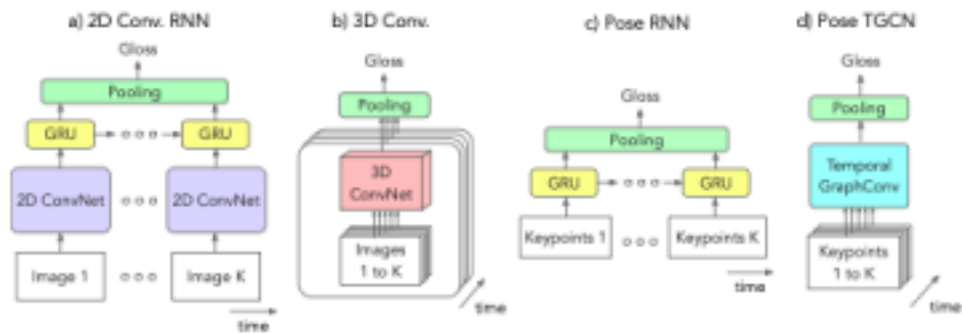 a) 2D Conv. RNN
Gloss
Pooling
GRU
GRU
2D ConvNet
2D ConvNet
Image 1
Image K
time
b) 3D Conv.
Gloss
Pooling
3D
ConvNet
Images
1 to K
time
c) Pose RNN
Gloss
Pooling
GRU
GRU
Keypoints 1
Keypoints K
time
d) Pose TGCN
Gloss
Pooling
Temporal
GraphConv
Keypoints
1 to K
time